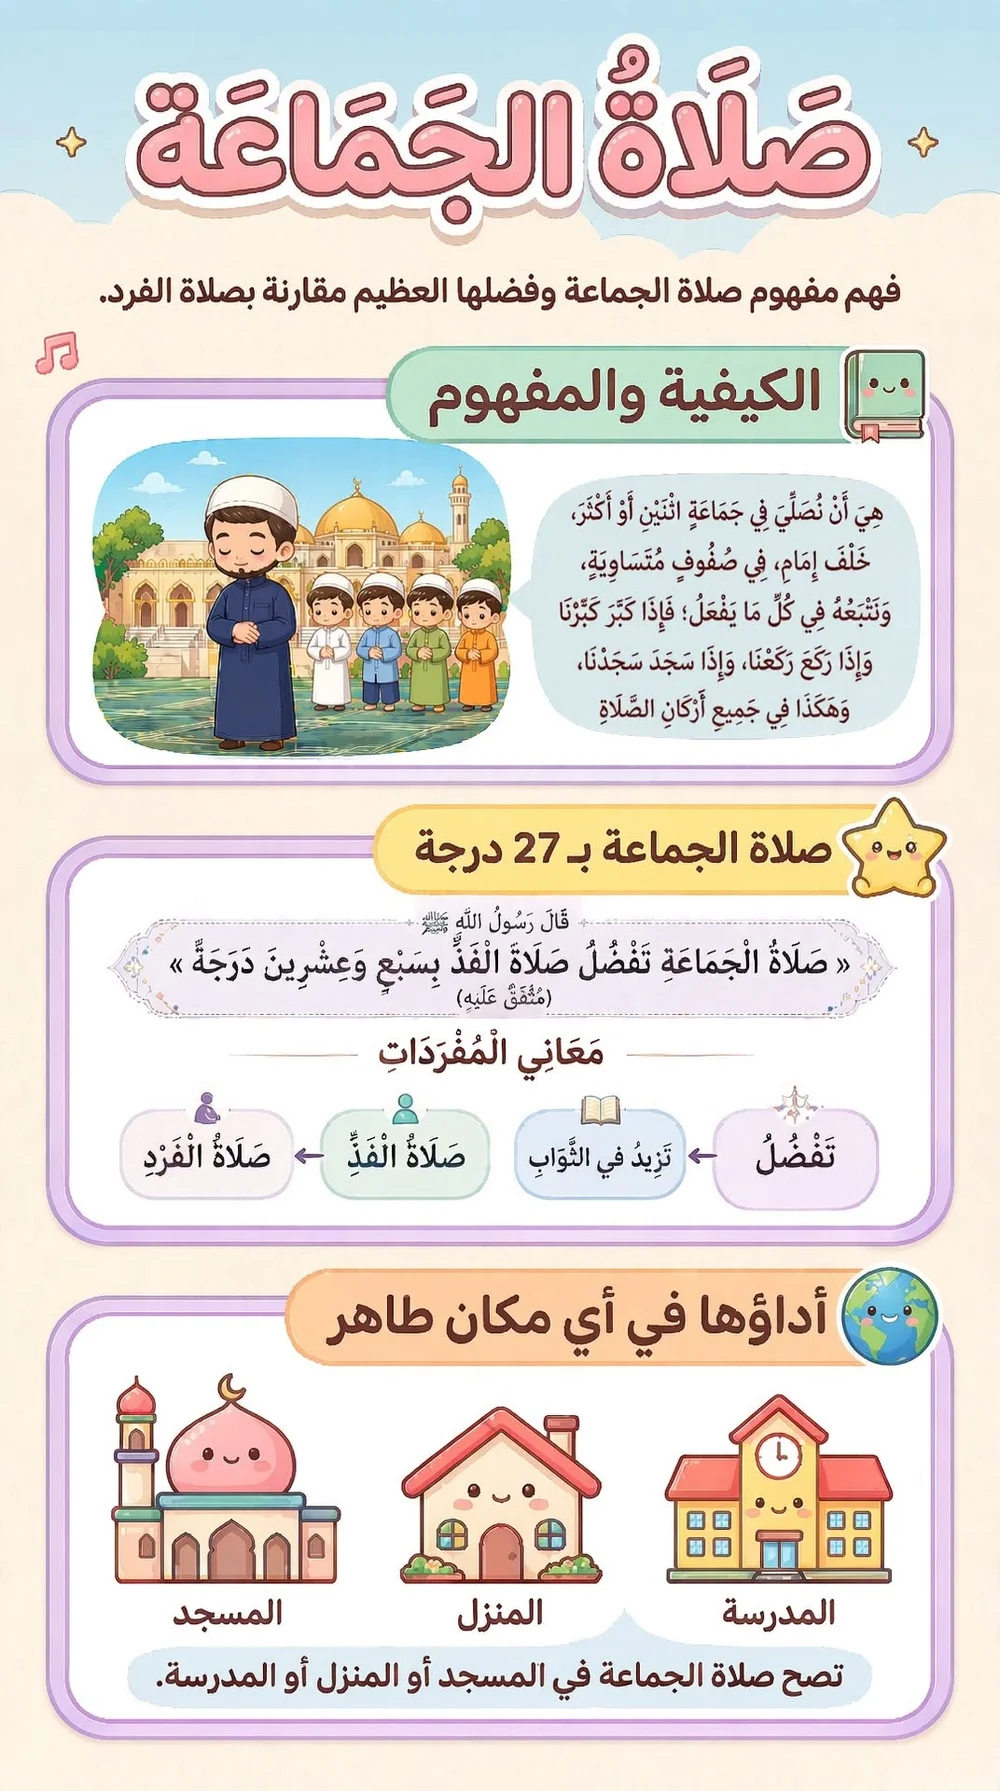 صَلَاةُ الجَمَاعَة
فهم مفهوم صلاة الجماعة وفضلها العظيم مقارنة بصلاة الفرد.
الكيفية والمفهوم
هِيَ أَنْ نُصَلِّيَ فِي جَمَاعَةٍ اثْنَيْنِ أَوْ أَكْثَرَ،
خَلْفَ إِمَامٍ، فِي صُفُوفٍ مُتَسَاوِيَةٍ،
وَنَتْبَعُهُ فِي كُلِّ مَا يَفْعَلُ؛ فَإِذَا كَبَّرَ كَبَّرْنَا
وَإِذَا رَكَعَ رَكَعْنَا، وَإِذَا سَجَدَ سَجَدْنَا،
وَهَكَذَا فِي جَمِيعِ أَرْكَانِ الصَّلَاةِ
صلاة الجماعة بـ 27 درجة
قَالَ رَسُولُ اللَّه ﷺ
« صَلَاةُ الْجَمَاعَةِ تَفْضُلُ صَلَاةَ الْفَذِّ بِسَبْعٍ وَعِشْرِينَ دَرَجَةً »
(مُتَّفَقٌ عَلَيْهِ)
مَعَانِي الْمُفْرَدَاتِ
تَفْضُلُ ← تَزِيدُ في الثَّوَابِ
صَلَاةُ الْفَذِّ ← صَلَاةُ الْفَرْدِ
أداؤها في أي مكان طاهر
المدرسة
المنزل
المسجد
تصح صلاة الجماعة في المسجد أو المنزل أو المدرسة.